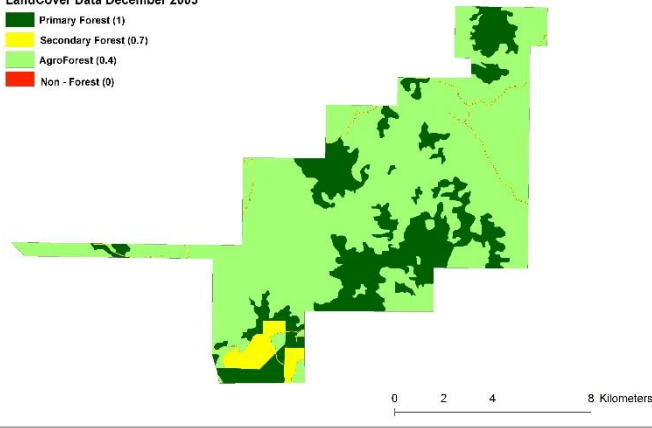 LandCover Data December 2005
Primary Forest (1)
Secondary Forest (0.7)
AgroForest (0.4)
Non - Forest (0)
0 2 4 8 Kilometers